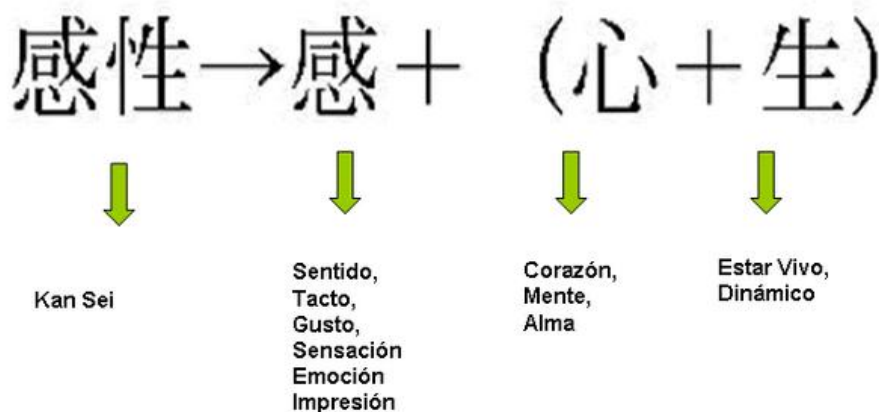 感性→感+ (心+生)
Kan Sei
Sentido,
Tacto,
Gusto,
Sensación
Emoción
Impresión
Corazón,
Mente,
Alma
Estar Vivo,
Dinámico